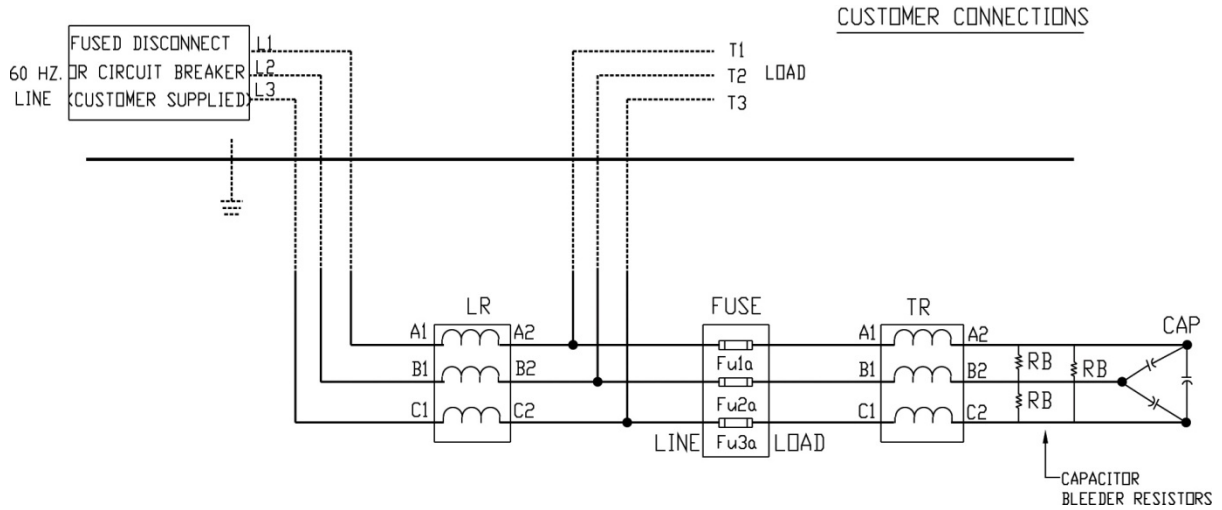 CUSTOMER CONNECTIONS
FUSED DISCONNECT
L1
60 HZ.
OR CIRCUIT BREAKER
L2
LINE
(CUSTOMER SUPPLIED)
L3
T1
T2
LOAD
T3
LR
FUSE
TR
CAP
A1
A2
Fu1a
A1
A2
B1
B2
Fu2a
B1
B2
RB
RB
RB
C1
C2
Fu3a
C1
C2
LINE
LOAD
CAPACITOR
BLEEDER RESISTORS